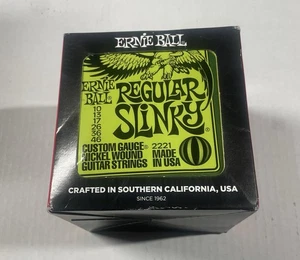 ERNIE BALL
ERNIE BALL
REGULAR SLINKY
10
13
17
26
36
46
CUSTOM GAUGE® 2221
NICKEL WOUND MADE
GUITAR STRINGS IN USA
CRAFTED IN SOUTHERN CALIFORNIA, USA
SINCE 1962